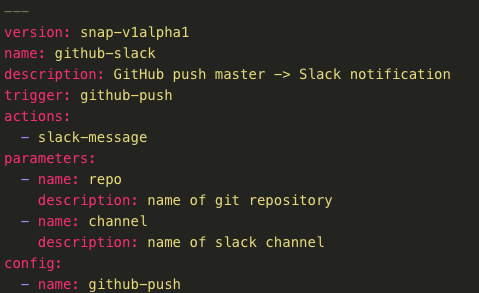 ---
version: snap-v1alpha1
name: github-slack
description: GitHub push master -> Slack notification
trigger: github-push
actions:
  - slack-message
parameters:
  - name: repo
    description: name of git repository
  - name: channel
    description: name of slack channel
config:
  - name: github-push